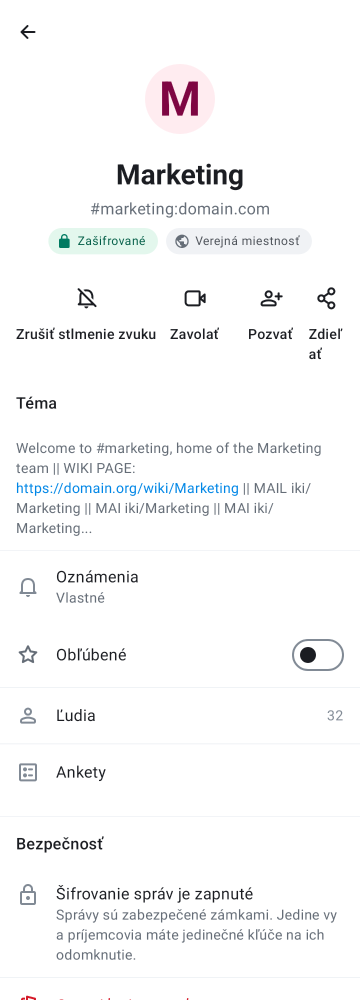 M
Marketing
#marketing:domain.com
Zašifrované
Verejná miestnosť
Zrušiť stlmenie zvuku
Zavolať
Pozvať
Zdieľ
ať
Téma
Welcome to #marketing, home of the Marketing
team || WIKI PAGE:
https://domain.org/wiki/Marketing || MAIL iki/
Marketing || MAI iki/Marketing || MAI iki/
Marketing...
Oznámenia
Vlastné
Obľúbené
Ľudia
32
Ankety
Bezpečnosť
Šifrovanie správ je zapnuté
Správy sú zabezpečené zámkami. Jedine vy
a príjemcovia máte jedinečné kľúče na ich
odomknutie.